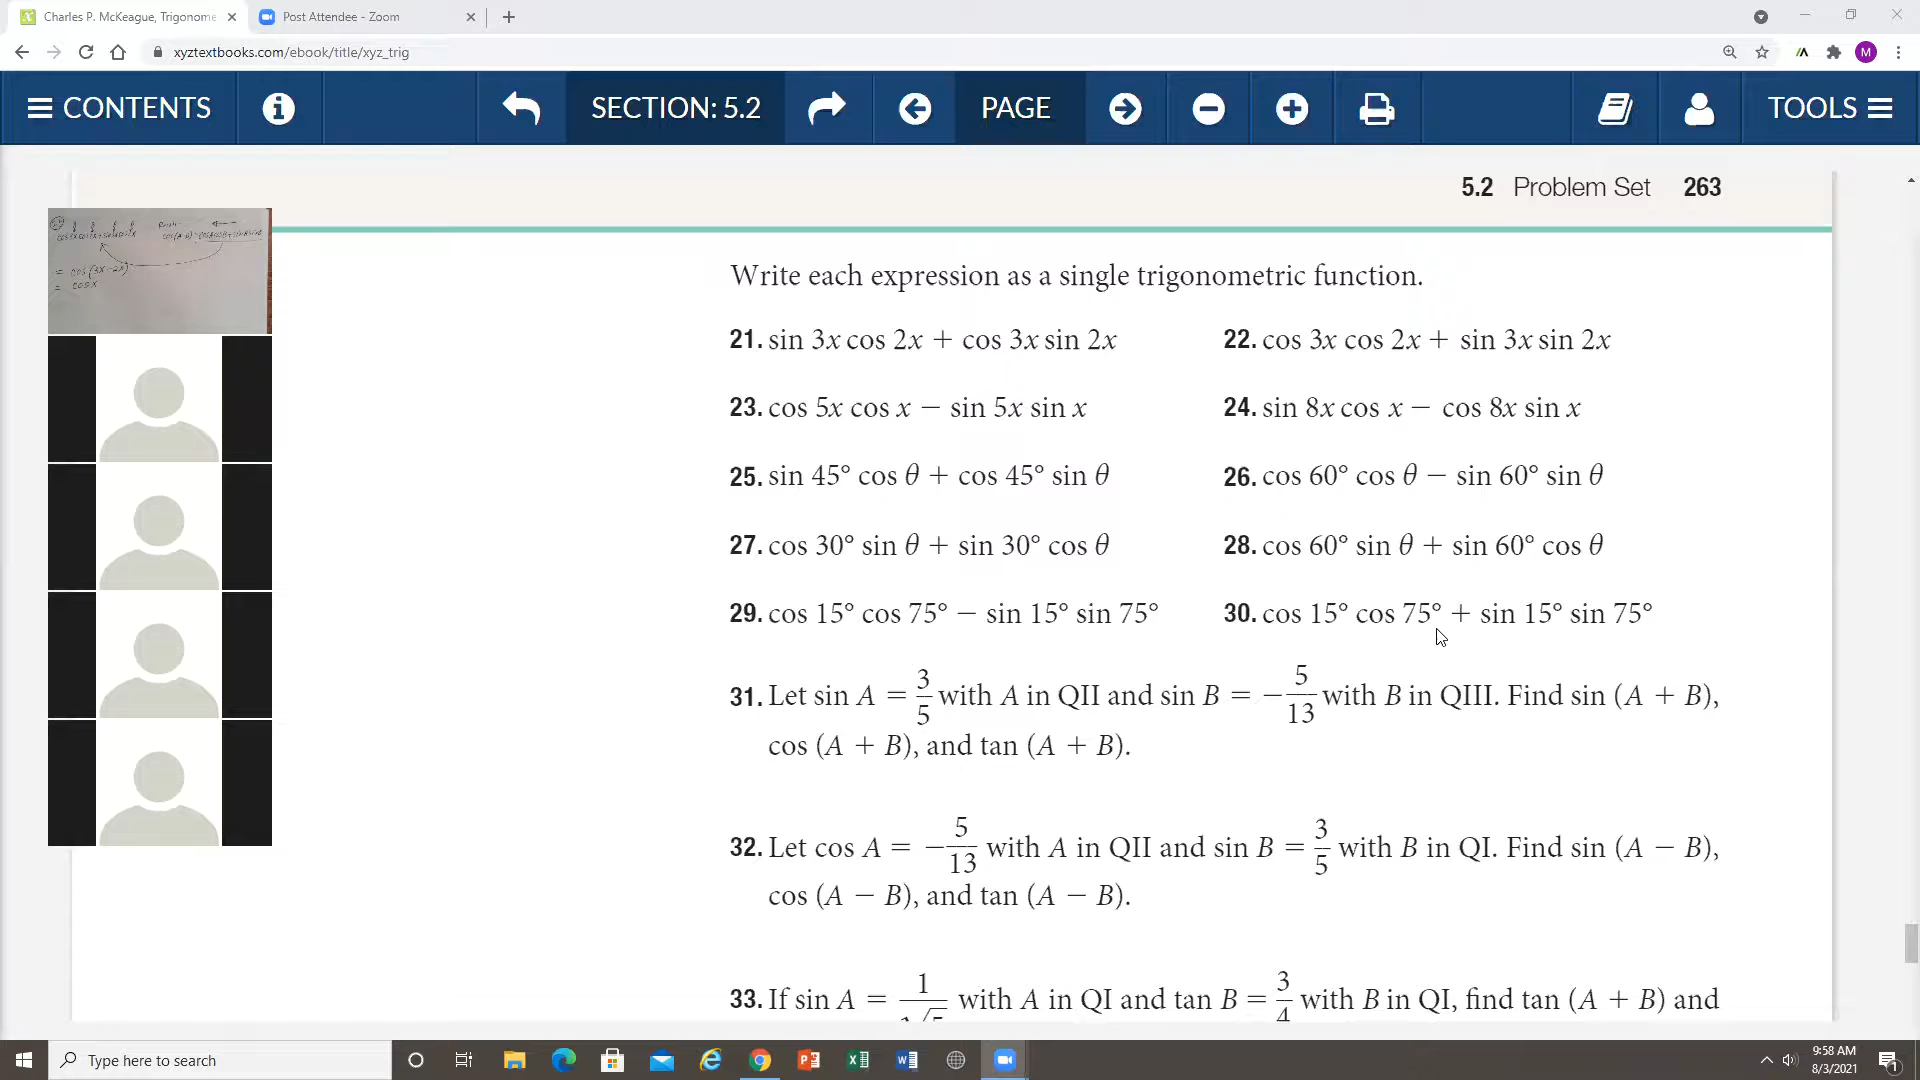 Charles P. McKeague, Trigonome
Post Attendee - Zoom
xyztextbooks.com/ebook/title/xyz_trig
M
CONTENTS
SECTION: 5.2
PAGE
TOOLS
5.2 Problem Set 263
= cos(3x-2x)
= cosx
Write each expression as a single trigonometric function.
21. sin 3x cos 2x + cos 3x sin 2x
22. cos 3x cos 2x + sin 3x sin 2x
23. cos 5x cos x − sin 5x sin x
24. sin 8x cos x − cos 8x sin x
25. sin 45° cos θ + cos 45° sin θ
26. cos 60° cos θ − sin 60° sin θ
27. cos 30° sin θ + sin 30° cos θ
28. cos 60° sin θ + sin 60° cos θ
29. cos 15° cos 75° − sin 15° sin 75°
30. cos 15° cos 75° + sin 15° sin 75°
31. Let sin A = 3/5 with A in QII and sin B = −5/13 with B in QIII. Find sin (A + B),
cos (A + B), and tan (A + B).
32. Let cos A = −5/13 with A in QII and sin B = 3/5 with B in QI. Find sin (A − B),
cos (A − B), and tan (A − B).
33. If sin A = 1/ with A in QI and tan B = 3/4 with B in QI, find tan (A + B) and
Type here to search
9:58 AM
8/3/2021
1